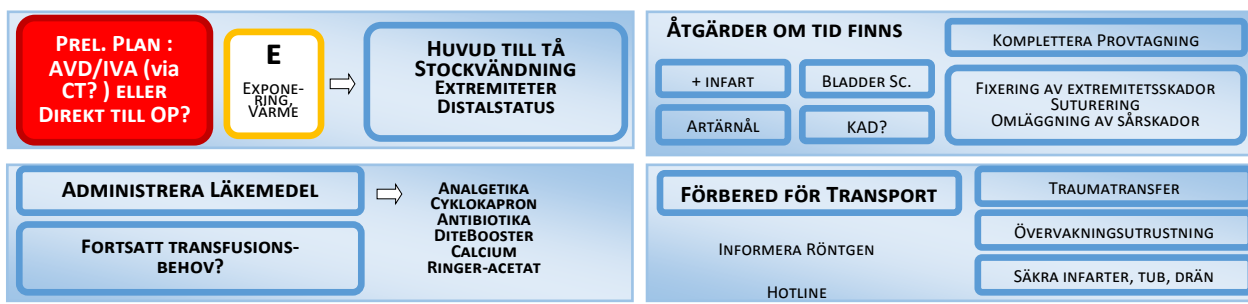 PREL. PLAN :
AVD/IVA (via
CT? ) ELLER
DIREKT TILL OP?
E
EXPONE-
RING,
VÄRME
HUVUD TILL TÅ
STOCKVÄNDNING
EXTREMITETER
DISTALSTATUS
ÅTGÄRDER OM TID FINNS
+ INFART
BLADDER SC.
ARTÄRNÅL
KAD?
KOMPLETTERA PROVTAGNING
FIXERING AV EXTREMITETSSKADOR
SUTURERING
OMLÄGGNING AV SÅRSKADOR
ADMINISTRERA LÄKEMEDEL
FORTSATT TRANSFUSIONS-
BEHOV?
ANALGETIKA
CYKLOKAPRON
ANTIBIOTIKA
DITEBOOSTER
CALCIUM
RINGER-ACETAT
FÖRBERED FÖR TRANSPORT
INFORMERA RÖNTGEN
HOTLINE
TRAUMATRANSFER
ÖVERVAKNINGSUTRUSTNING
SÄKRA INFARTER, TUB, DRÄN